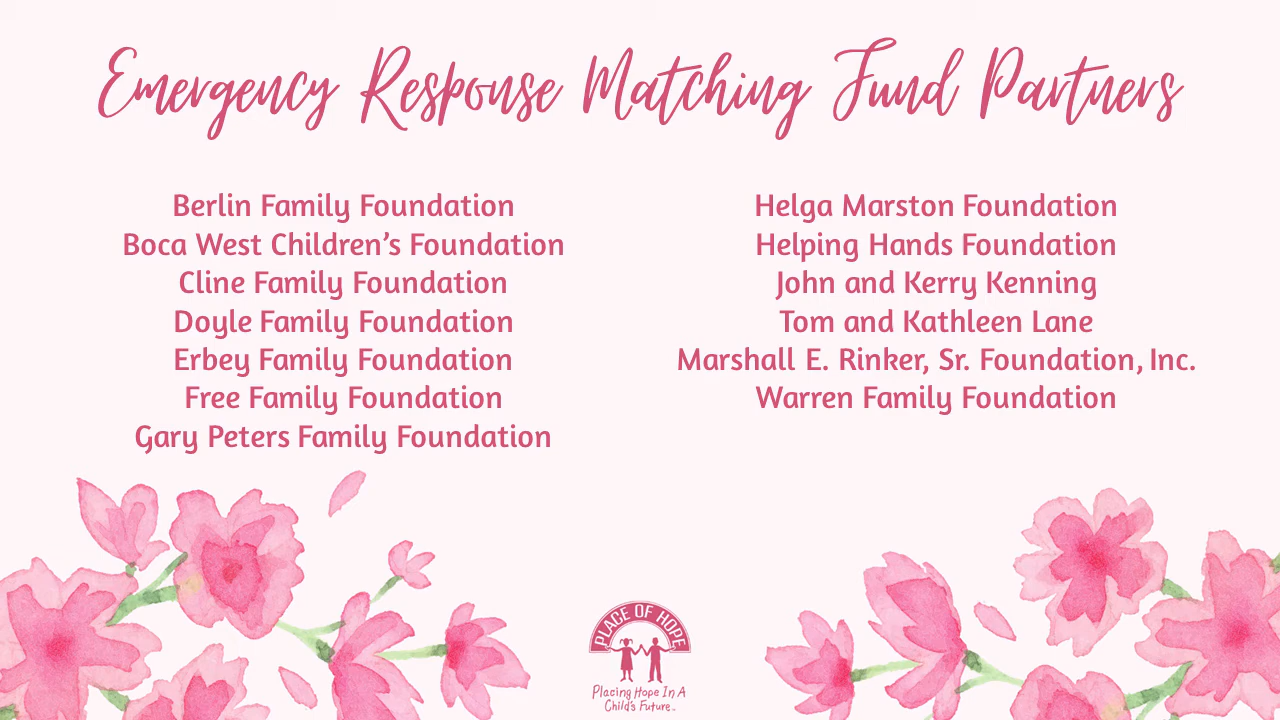 Emergency Response Matching Fund Partners
Berlin Family Foundation
Boca West Children’s Foundation
Cline Family Foundation
Doyle Family Foundation
Erbey Family Foundation
Free Family Foundation
Gary Peters Family Foundation
Helga Marston Foundation
Helping Hands Foundation
John and Kerry Kenning
Tom and Kathleen Lane
Marshall E. Rinker, Sr. Foundation, Inc.
Warren Family Foundation
PLACE OF HOPE
Placing Hope In A
Child's Future